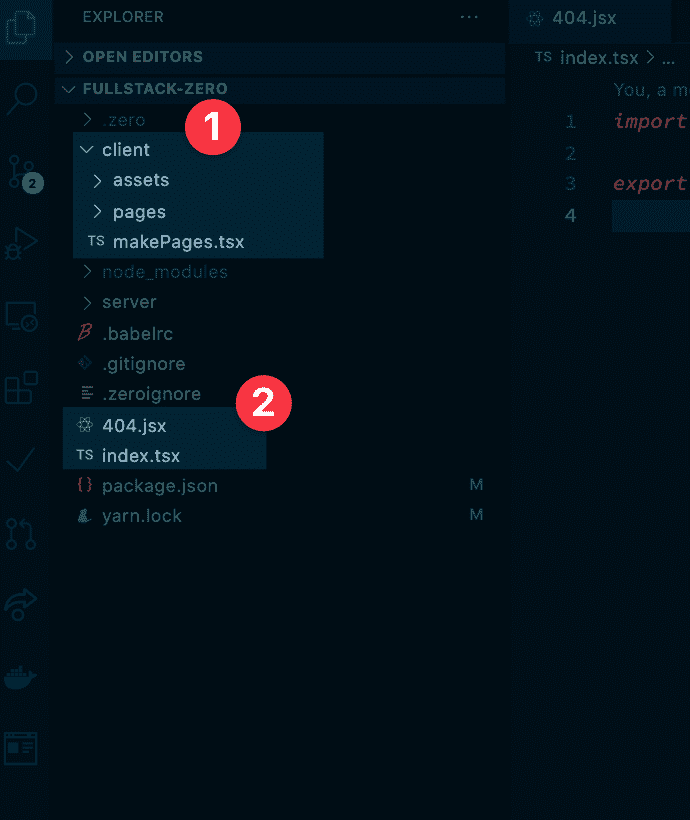 EXPLORER ...
404.jsx
OPEN EDITORS
TS index.tsx > ...
FULLSTACK-ZERO
You, a m
.zero
1
1 import
client
2
assets
3 export
2
pages
4
TS makePages.tsx
node_modules
server
.babelrc
.gitignore
.zeroignore
2
404.jsx
TS index.tsx
{} package.json M
yarn.lock M